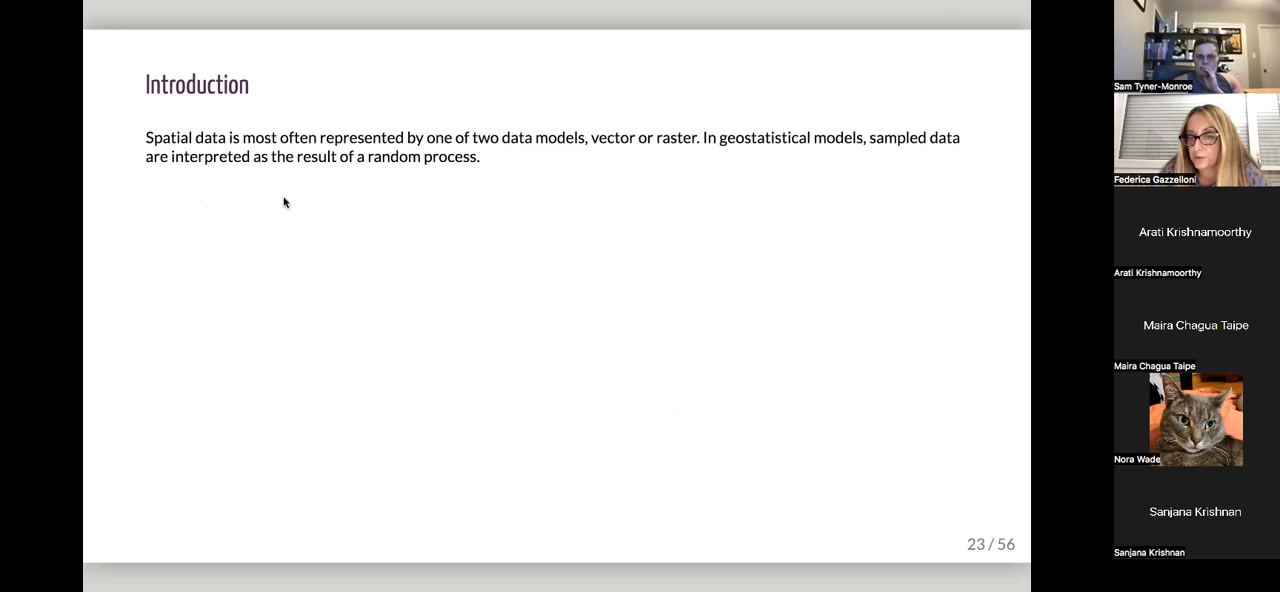 Introduction
Spatial data is most often represented by one of two data models, vector or raster. In geostatistical models, sampled data
are interpreted as the result of a random process.
23 / 56
Sam Tyner-Monroe
Federica Gazzelloni
Arati Krishnamoorthy
Arati Krishnamoorthy
Maira Chagua Taipe
Maira Chagua Taipe
Nora Wade
Sanjana Krishnan
Sanjana Krishnan